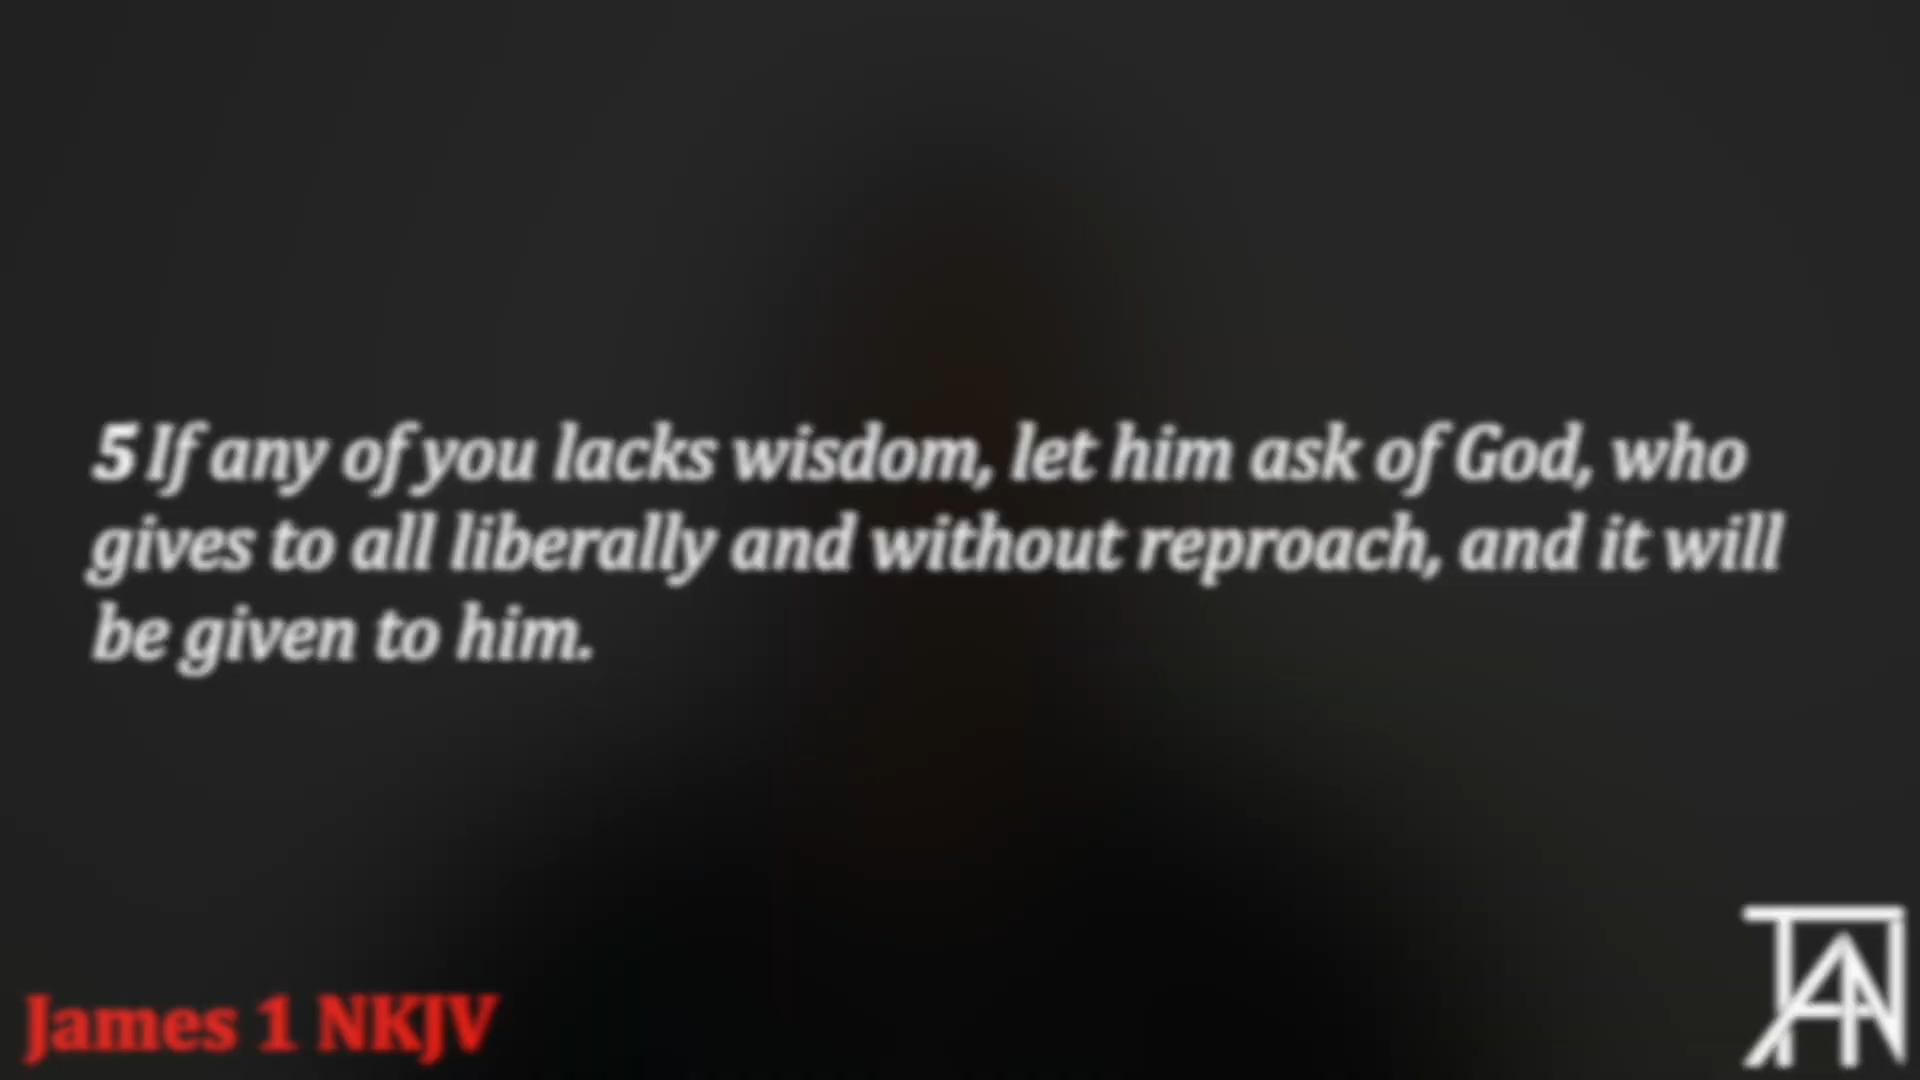 5 If any of you lacks wisdom, let him ask of God, who
gives to all liberally and without reproach, and it will
be given to him.
James 1 NKJV